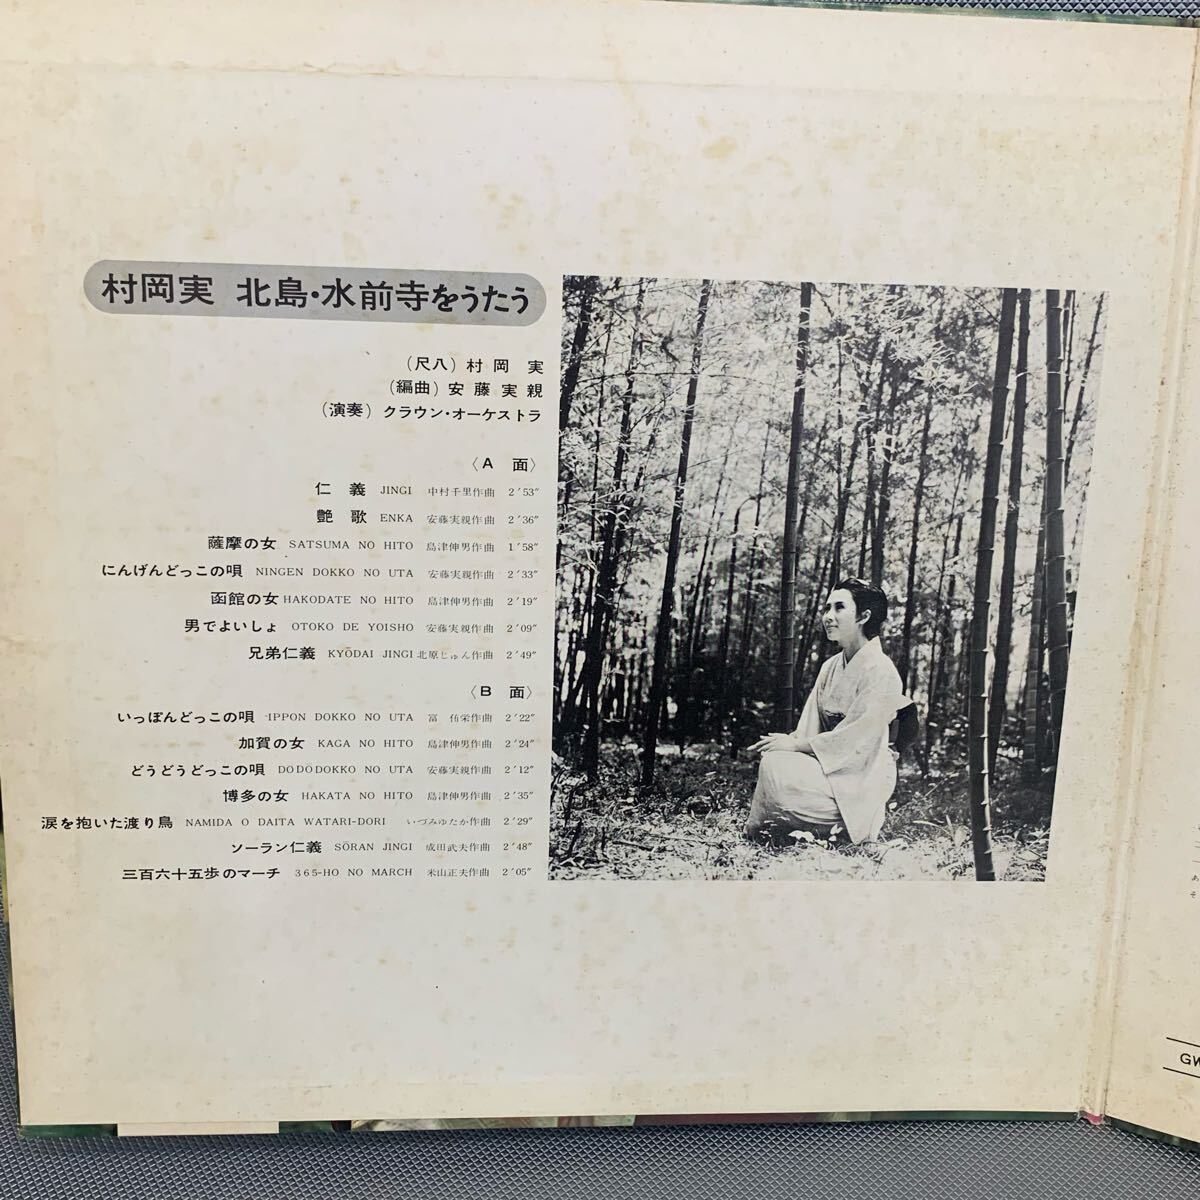 村岡実 北島・水前寺をうたう
(尺八) 村岡 実
(編曲) 安藤実親
(演奏) クラウン・オーケストラ
〈A 面〉
仁義 JINGI 中村千里作曲 2′53″
艶歌 ENKA 安藤実親作曲 2′36″
薩摩の女 SATSUMA NO HITO 島津伸男作曲 1′58″
にんげんどっこの唄 NINGEN DOKKO NO UTA 安藤実親作曲 2′33″
函館の女 HAKODATE NO HITO 島津伸男作曲 2′19″
男でよいしょ OTOKO DE YOISHO 安藤実親作曲 2′09″
兄弟仁義 KYŌDAI JINGI 北原じゅん作曲 2′49″
〈B 面〉
いっぽんどっこの唄 IPPON DOKKO NO UTA 富 侑栄作曲 2′22″
加賀の女 KAGA NO HITO 島津伸男作曲 2′24″
どうどうどっこの唄 DŌDŌDOKKO NO UTA 安藤実親作曲 2′12″
博多の女 HAKATA NO HITO 島津伸男作曲 2′35″
涙を抱いた渡り鳥 NAMIDA O DAITA WATARI-DORI いづみゆたか作曲 2′29″
ソーラン仁義 SŌRAN JINGI 成田武夫作曲 2′48″
三百六十五歩のマーチ 365-HO NO MARCH 米山正夫作曲 2′05″
あ
そ
GW